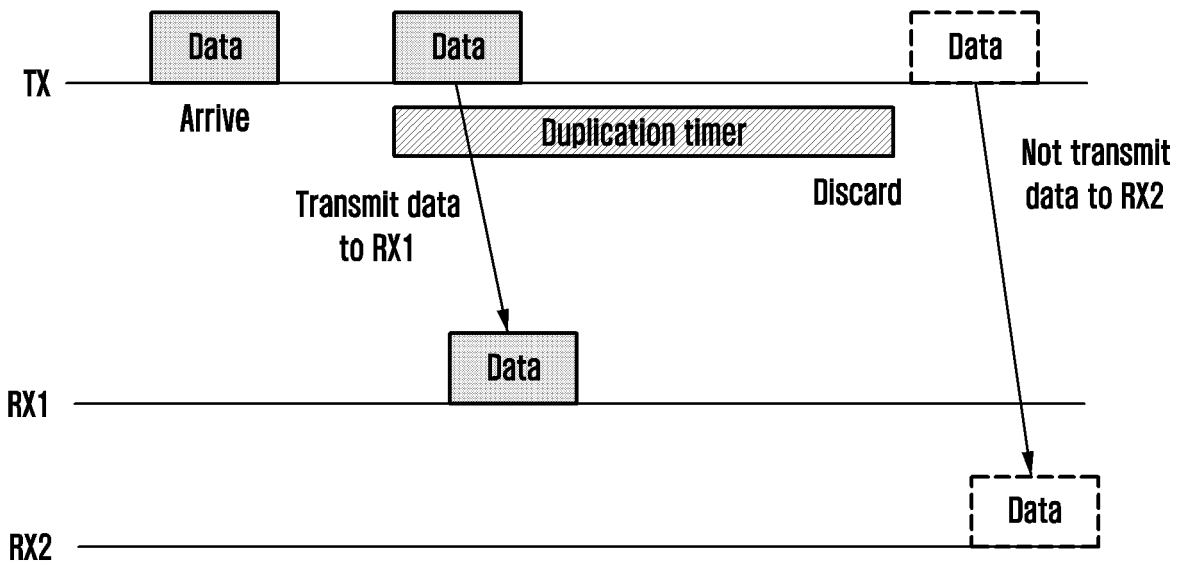 Data
Data
Data
TX
Arrive
Duplication timer
Not transmit
data to RX2
Discard
Transmit data
to RX1
Data
RX1
Data
RX2